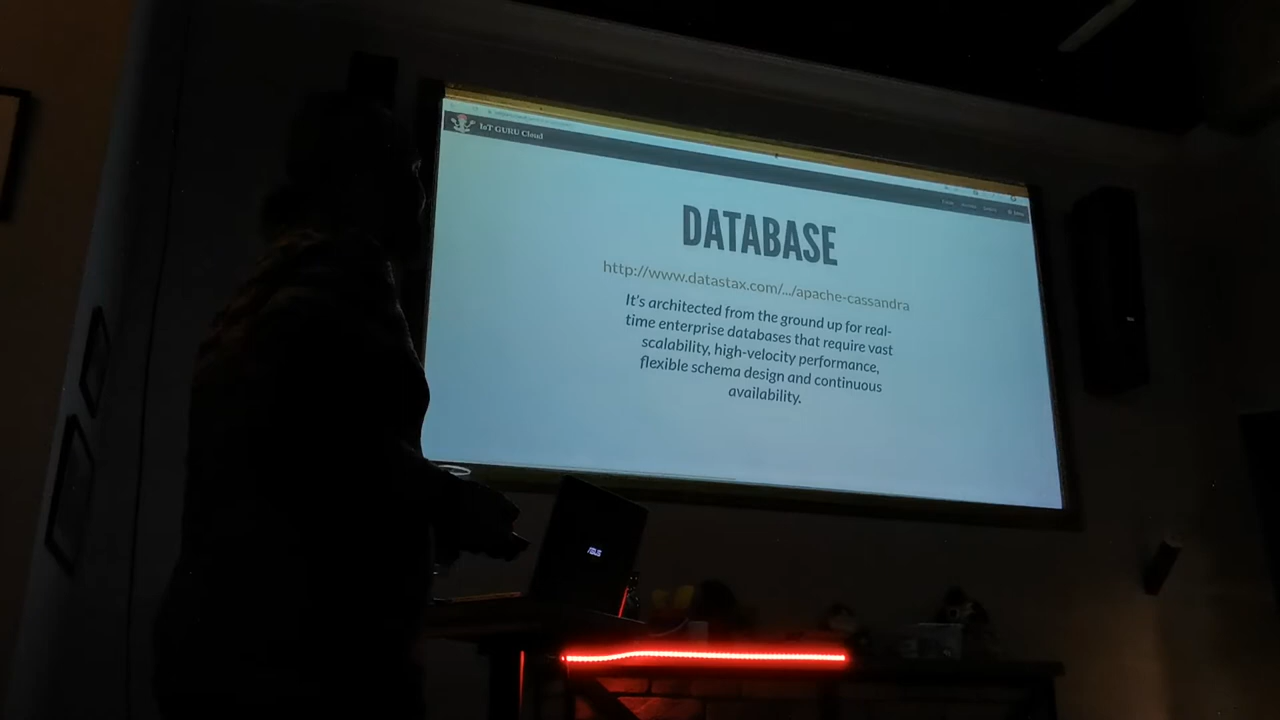 IoT GURU Cloud
DATABASE
http://www.datastax.com/.../apache-cassandra
It's architected from the ground up for real-
time enterprise databases that require vast
scalability, high-velocity performance,
flexible schema design and continuous
availability.
ASUS